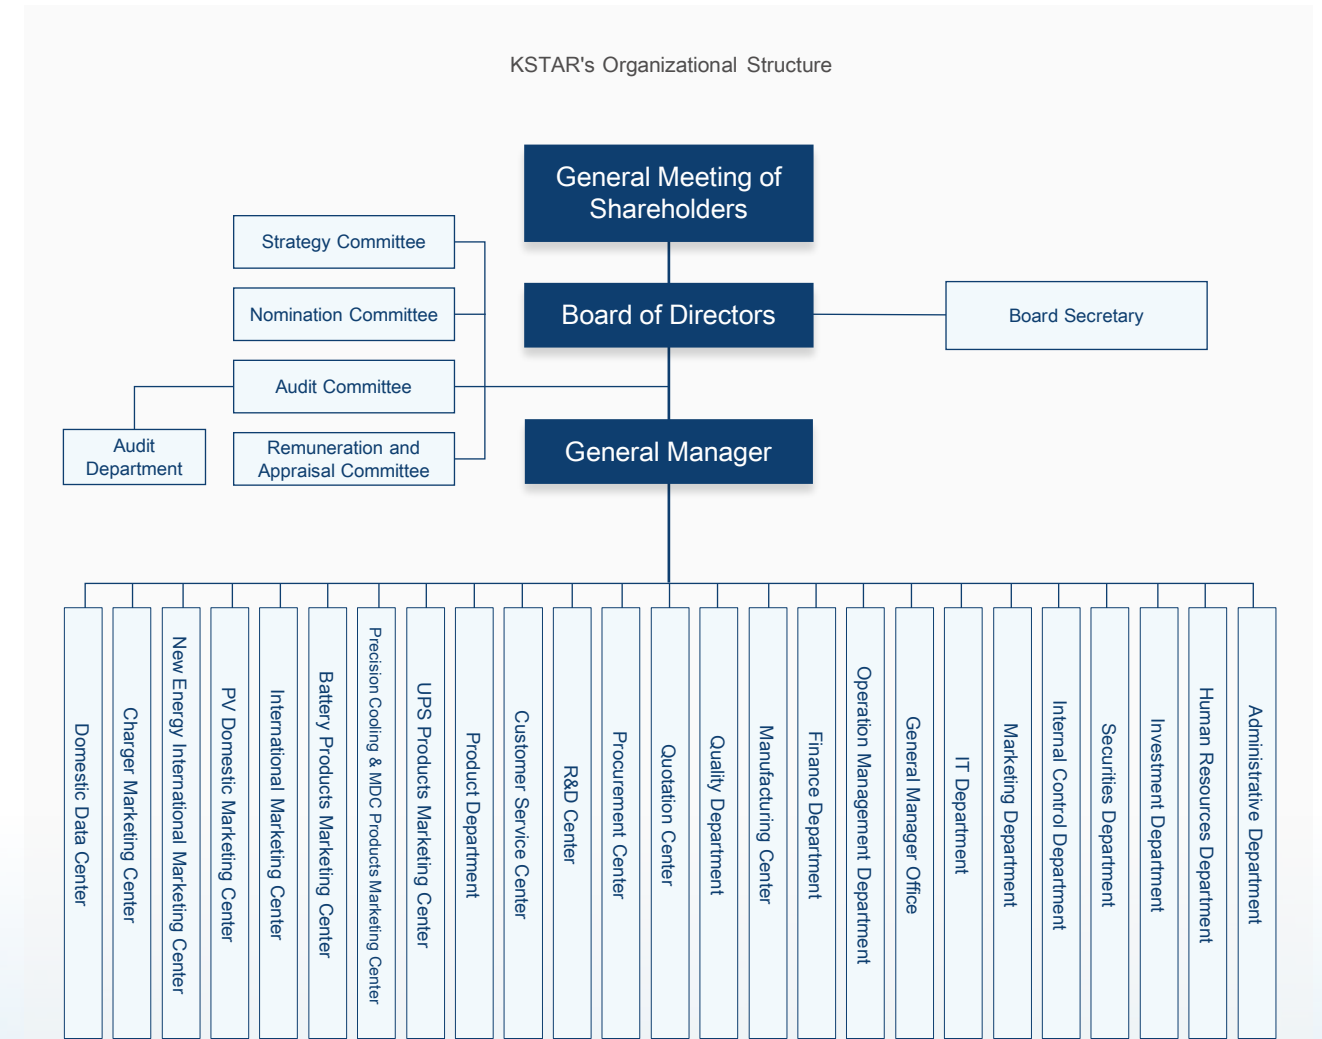 KSTAR's Organizational Structure
General Meeting of
Shareholders
Strategy Committee
Nomination Committee
Board of Directors
Board Secretary
Audit Committee
Audit
Department
Remuneration and
Appraisal Committee
General Manager
Domestic Data Center
Charger Marketing Center
New Energy International Marketing Center
PV Domestic Marketing Center
International Marketing Center
Battery Products Marketing Center
Precision Cooling & MDC Products Marketing Center
UPS Products Marketing Center
Product Department
Customer Service Center
R&D Center
Procurement Center
Quotation Center
Quality Department
Manufacturing Center
Finance Department
Operation Management Department
General Manager Office
IT Department
Marketing Department
Internal Control Department
Securities Department
Investment Department
Human Resources Department
Administrative Department